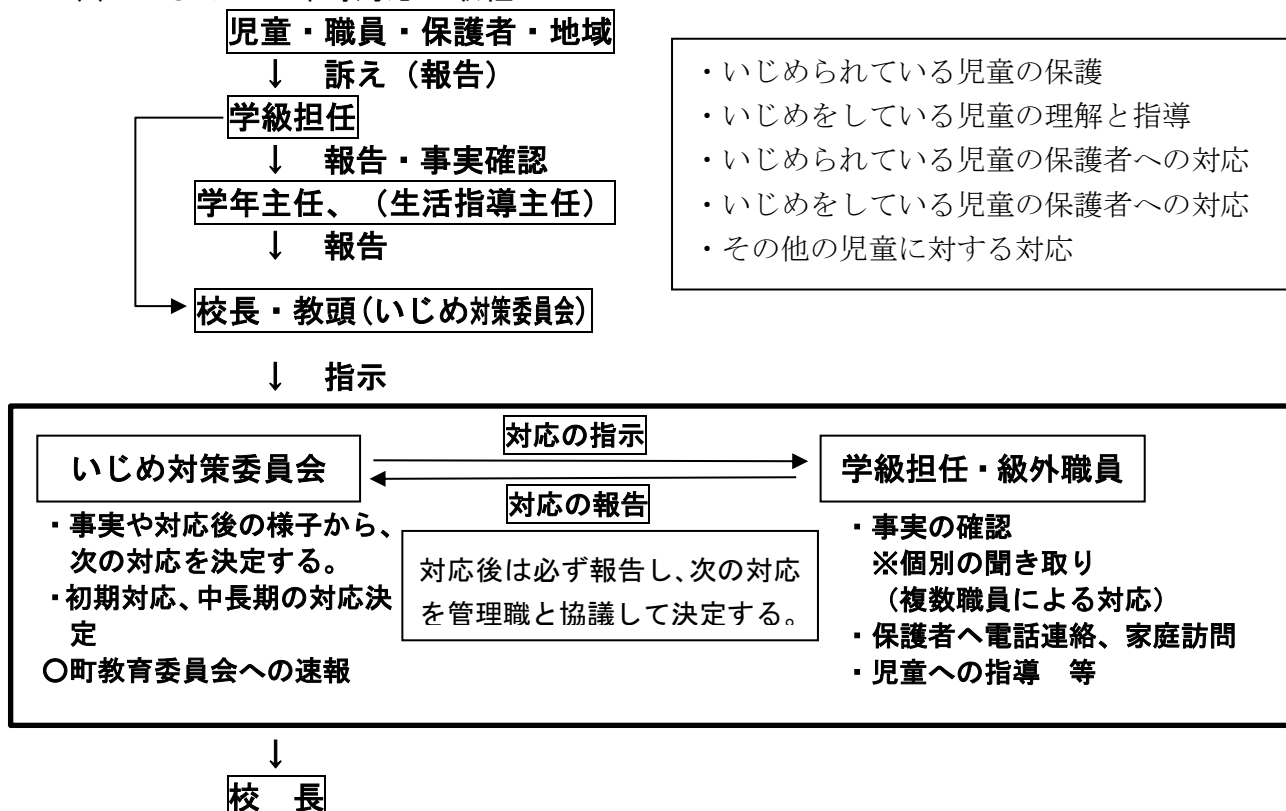 児童・職員・保護者・地域
↓ 訴え（報告）
学級担任
↓ 報告・事実確認
学年主任、（生活指導主任）
↓ 報告
校長・教頭(いじめ対策委員会)
↓ 指示
・いじめられている児童の保護
・いじめをしている児童の理解と指導
・いじめられている児童の保護者への対応
・いじめをしている児童の保護者への対応
・その他の児童に対する対応
いじめ対策委員会
・事実や対応後の様子から、
次の対応を決定する。
・初期対応、中長期の対応決
定
〇町教育委員会への速報
対応の指示
対応の報告
対応後は必ず報告し、次の対応
を管理職と協議して決定する。
学級担任・級外職員
・事実の確認
※個別の聞き取り
（複数職員による対応）
・保護者へ電話連絡、家庭訪問
・児童への指導　等
↓
校　長